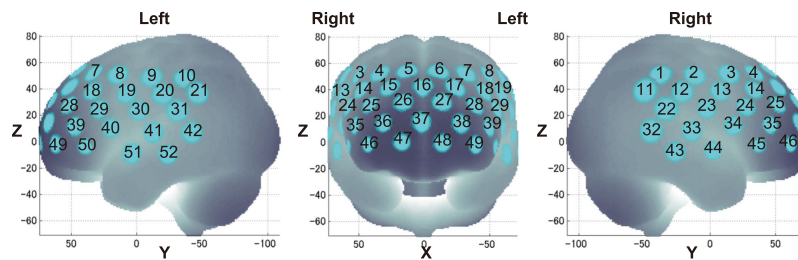 Left
Right
Left
Right
80
60
40
20
0
−20
−40
−60
Z
7 8 9 10
18 19 20 21
28 29 30 31
39 40 41 42
49 50 51 52
50 0 −50 −100
Y
80
60
40
20
0
−20
−40
−60
Z
3 4 5 6 7 8
13 14 15 16 17 18 19
24 25 26 27 28 29
35 36 37 38 39
46 47 48 49
50 0 −50
X
80
60
40
20
0
−20
−40
−60
Z
1 2 3 4
11 12 13 14
22 23 24 25
32 33 34 35
43 44 45 46
−100 −50 0 50
Y